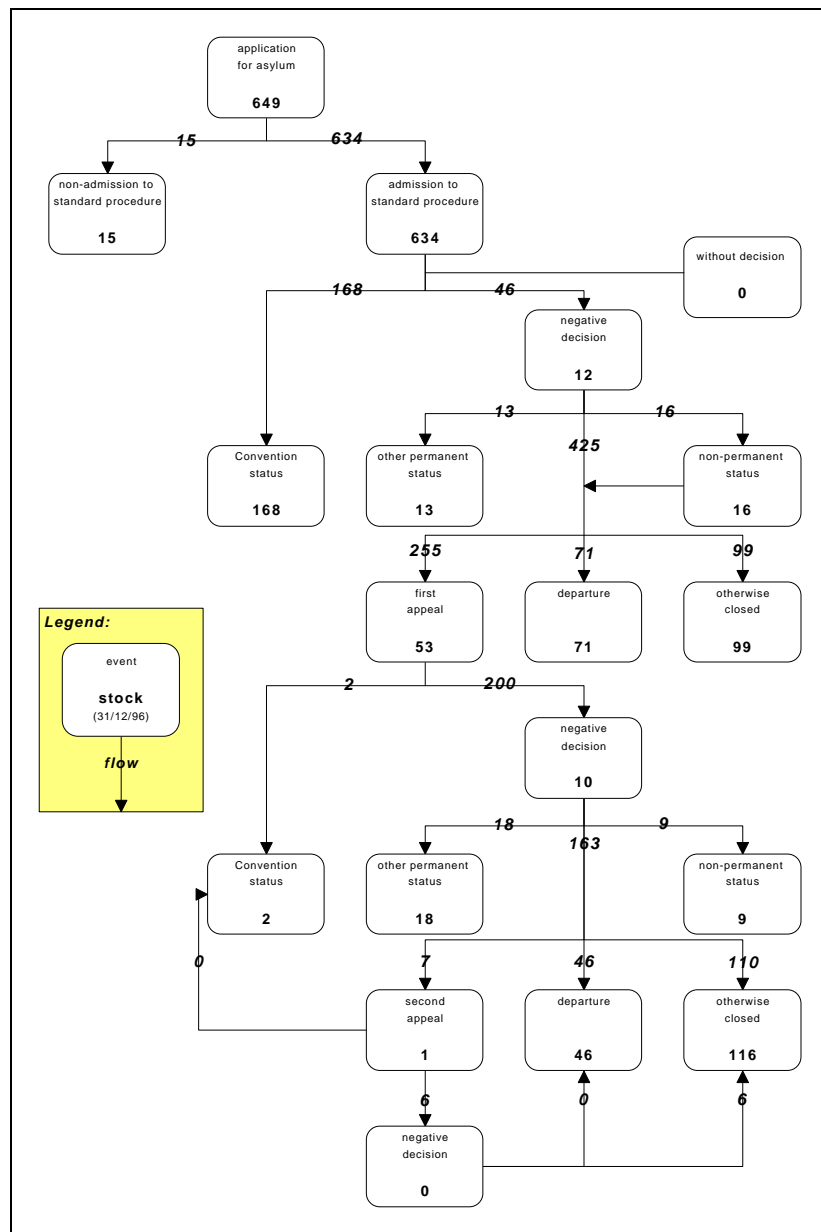 application
for asylum
649
15
634
non-admission to
standard procedure
15
admission to
standard procedure
634
without decision
0
168
46
negative
decision
12
13
16
425
Convention
status
168
other permanent
status
13
non-permanent
status
16
255
71
99
first
appeal
53
departure
71
otherwise
closed
99
Legend:
event
stock
(31/12/96)
flow
2
200
negative
decision
10
18
163
9
Convention
status
2
other permanent
status
18
non-permanent
status
9
0
7
46
110
second
appeal
1
departure
46
otherwise
closed
116
6
0
6
negative
decision
0